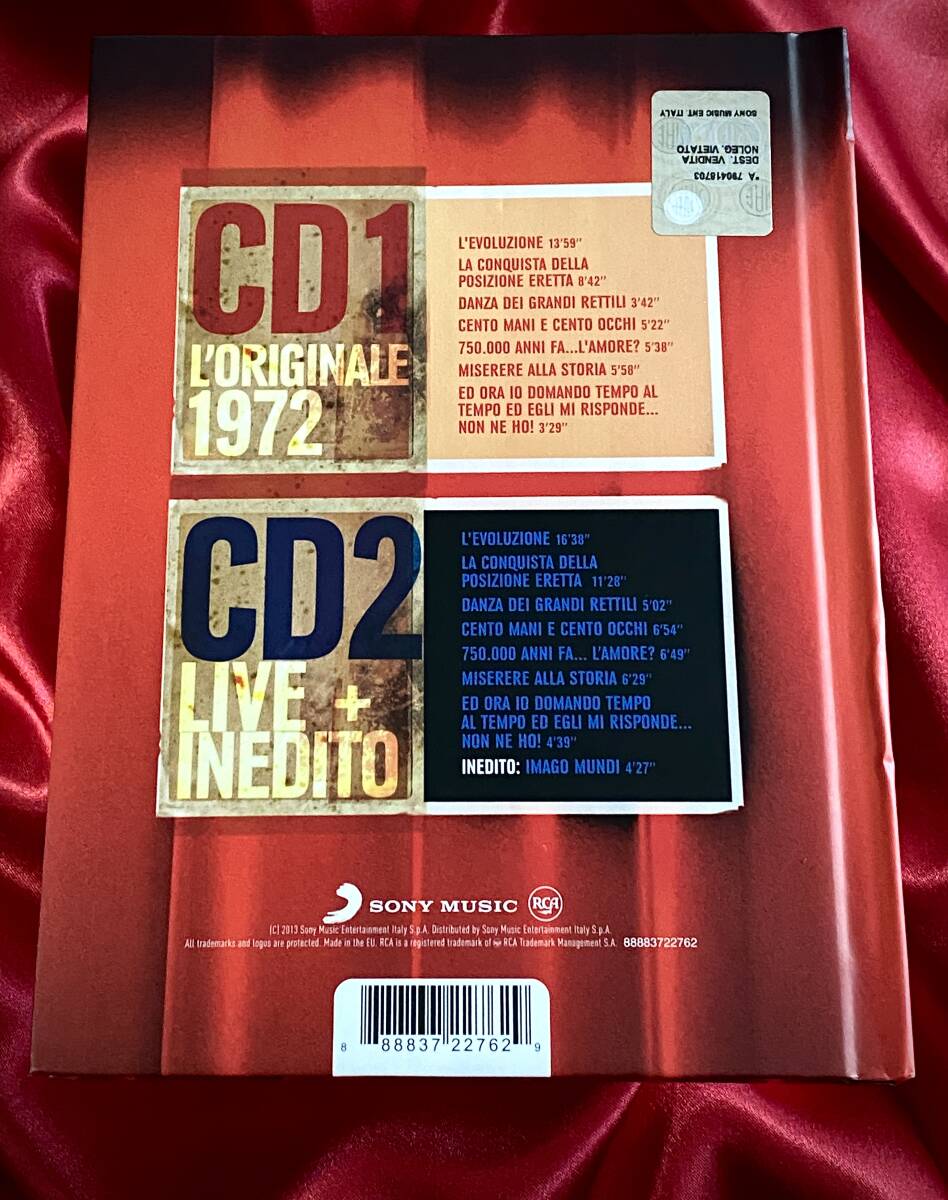 SONY MUSIC ENT. ITALY
DEST. VENDITA
NOLEG. VIETATO
*A 790418703
CD1
L'ORIGINALE
1972
L'EVOLUZIONE 13'59"
LA CONQUISTA DELLA
POSIZIONE ERETTA 8'42"
DANZA DEI GRANDI RETTILI 3'42"
CENTO MANI E CENTO OCCHI 5'22"
750.000 ANNI FA...L'AMORE? 5'38"
MISERERE ALLA STORIA 5'58"
ED ORA IO DOMANDO TEMPO AL
TEMPO ED EGLI MI RISPONDE...
NON NE HO! 3'29"
CD2
LIVE +
INEDITO
L'EVOLUZIONE 16'38"
LA CONQUISTA DELLA
POSIZIONE ERETTA 11'28"
DANZA DEI GRANDI RETTILI 5'02"
CENTO MANI E CENTO OCCHI 6'54"
750.000 ANNI FA... L'AMORE? 6'49"
MISERERE ALLA STORIA 6'29"
ED ORA IO DOMANDO TEMPO
AL TEMPO ED EGLI MI RISPONDE...
NON NE HO! 4'39"
INEDITO: IMAGO MUNDI 4'27"
SONY MUSIC RCA
(C) 2013 Sony Music Entertainment Italy S.p.A. Distributed by Sony Music Entertainment Italy S.p.A.
All trademarks and logos are protected. Made in the EU. RCA is a registered trademark of RCA Trademark Management S.A. 88883722762
8 88837 22762 9